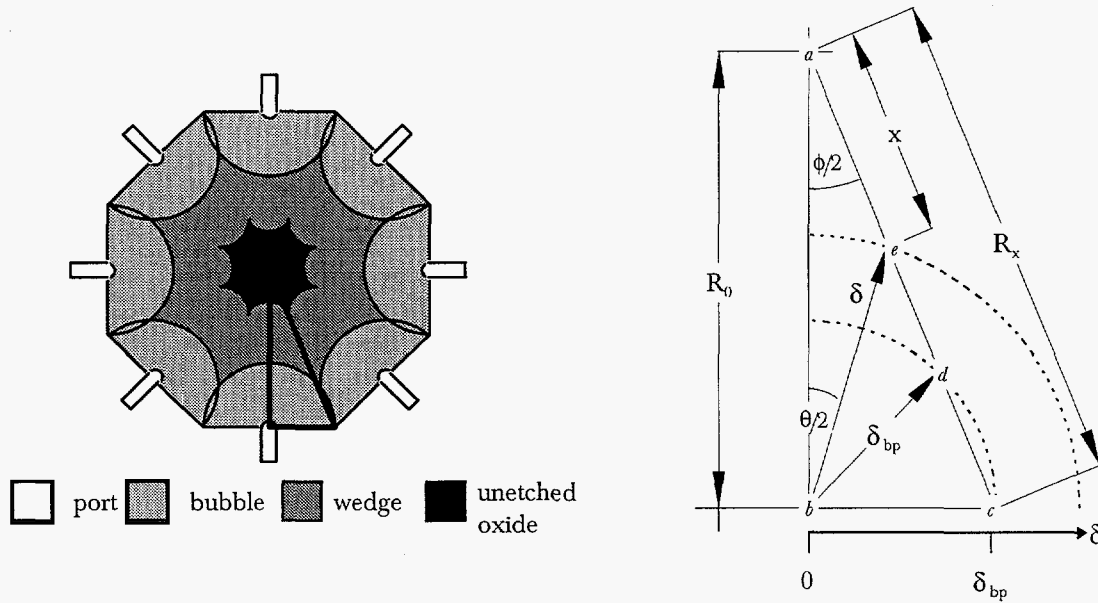 port
bubble
wedge
unetched
oxide
a
x
ϕ/2
R₀
Rₓ
e
δ
d
θ/2
δbp
b
c
δ
0
δbp